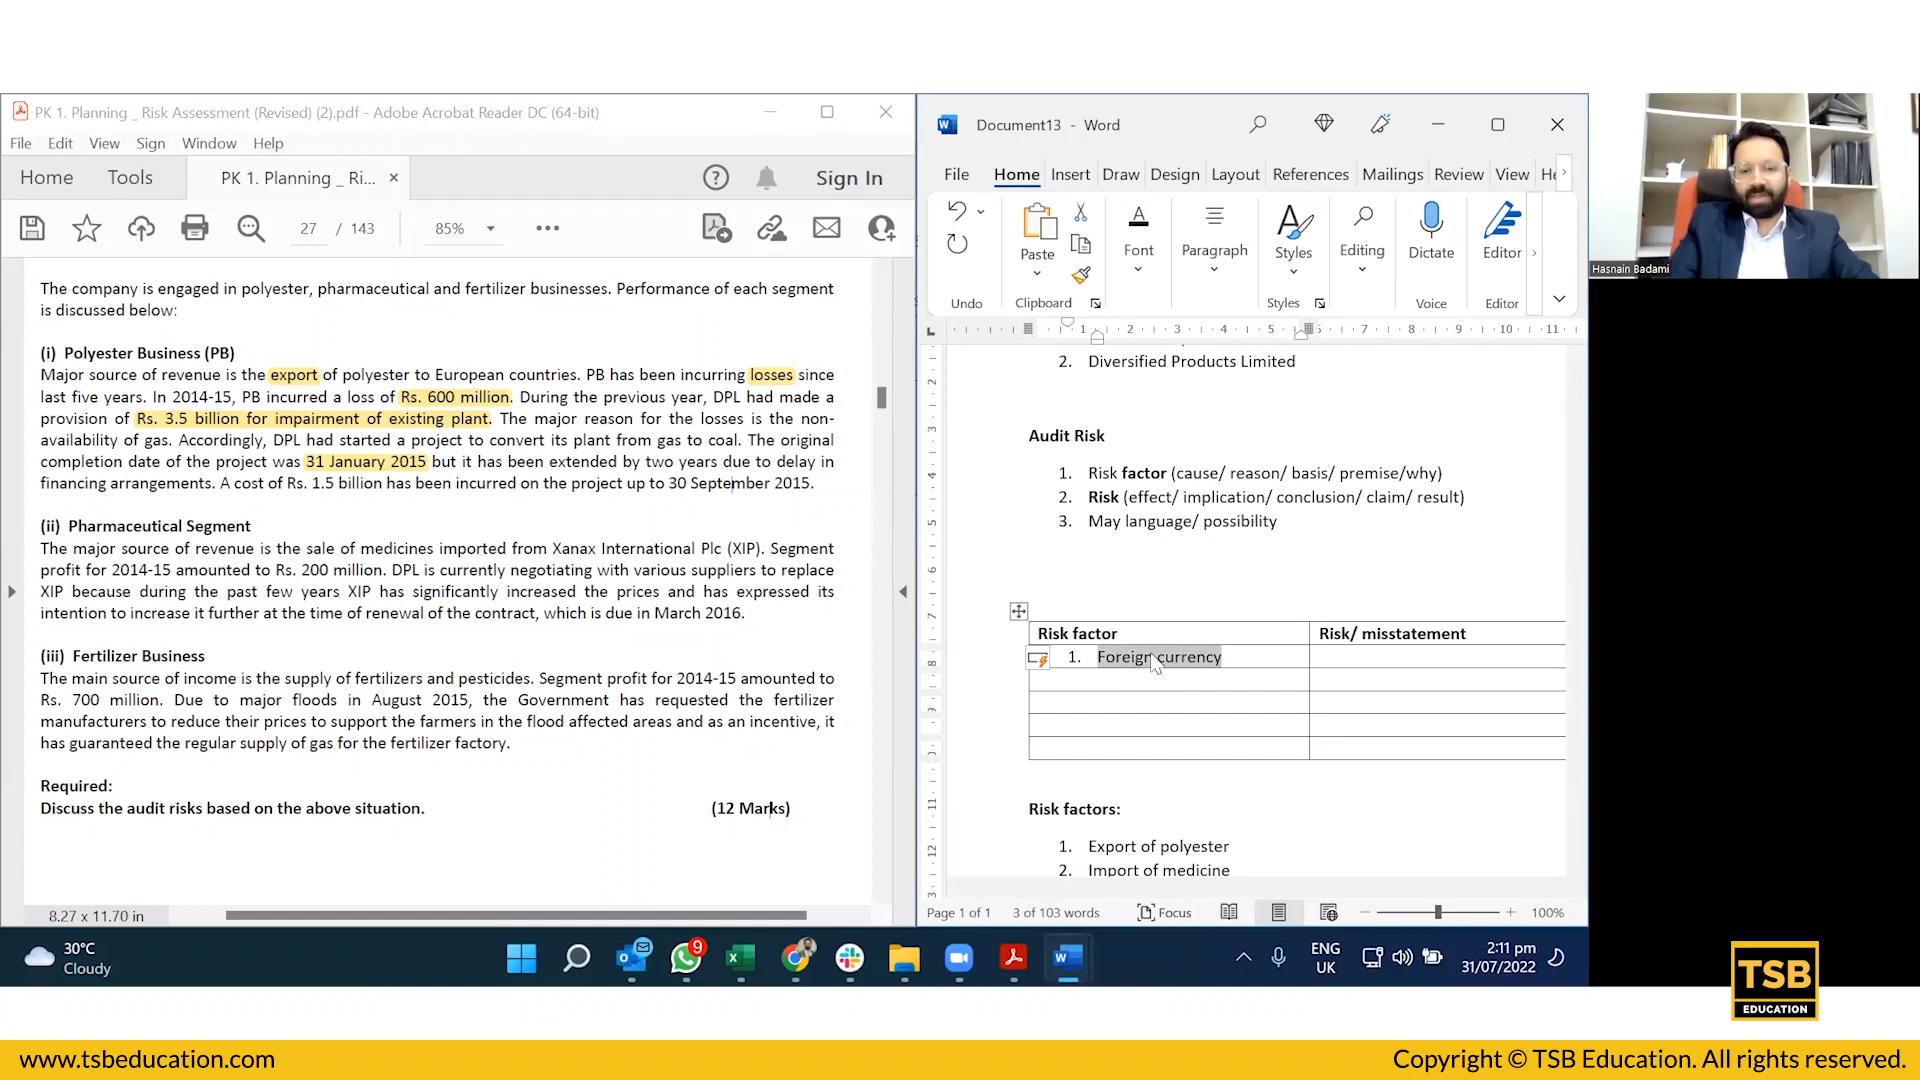 PK 1. Planning _ Risk Assessment (Revised) (2).pdf - Adobe Acrobat Reader DC (64-bit)
File Edit View Sign Window Help
Home Tools PK 1. Planning _ Ri... × Sign In
27 / 143 85%
The company is engaged in polyester, pharmaceutical and fertilizer businesses. Performance of each segment
is discussed below:
(i) Polyester Business (PB)
Major source of revenue is the export of polyester to European countries. PB has been incurring losses since
last five years. In 2014-15, PB incurred a loss of Rs. 600 million. During the previous year, DPL had made a
provision of Rs. 3.5 billion for impairment of existing plant. The major reason for the losses is the non-
availability of gas. Accordingly, DPL had started a project to convert its plant from gas to coal. The original
completion date of the project was 31 January 2015 but it has been extended by two years due to delay in
financing arrangements. A cost of Rs. 1.5 billion has been incurred on the project up to 30 September 2015.
(ii) Pharmaceutical Segment
The major source of revenue is the sale of medicines imported from Xanax International Plc (XIP). Segment
profit for 2014-15 amounted to Rs. 200 million. DPL is currently negotiating with various suppliers to replace
XIP because during the past few years XIP has significantly increased the prices and has expressed its
intention to increase it further at the time of renewal of the contract, which is due in March 2016.
(iii) Fertilizer Business
The main source of income is the supply of fertilizers and pesticides. Segment profit for 2014-15 amounted to
Rs. 700 million. Due to major floods in August 2015, the Government has requested the fertilizer
manufacturers to reduce their prices to support the farmers in the flood affected areas and as an incentive, it
has guaranteed the regular supply of gas for the fertilizer factory.
Required:
Discuss the audit risks based on the above situation. (12 Marks)
8.27 x 11.70 in
Document13 - Word
File Home Insert Draw Design Layout References Mailings Review View He
Paste Font Paragraph Styles Editing Dictate Editor
Undo Clipboard Styles Voice Editor
1 2 3 4 5 6 7 8 9 10 11
2. Diversified Products Limited
Audit Risk
1. Risk factor (cause/ reason/ basis/ premise/why)
2. Risk (effect/ implication/ conclusion/ claim/ result)
3. May language/ possibility
Risk factor Risk/ misstatement
1. Foreign currency
Risk factors:
1. Export of polyester
2. Import of medicine
Page 1 of 1 3 of 103 words Focus 100%
Hasnain Badami
30°C
Cloudy
9
ENG
UK
2:11 pm
31/07/2022
TSB
EDUCATION
www.tsbeducation.com
Copyright © TSB Education. All rights reserved.